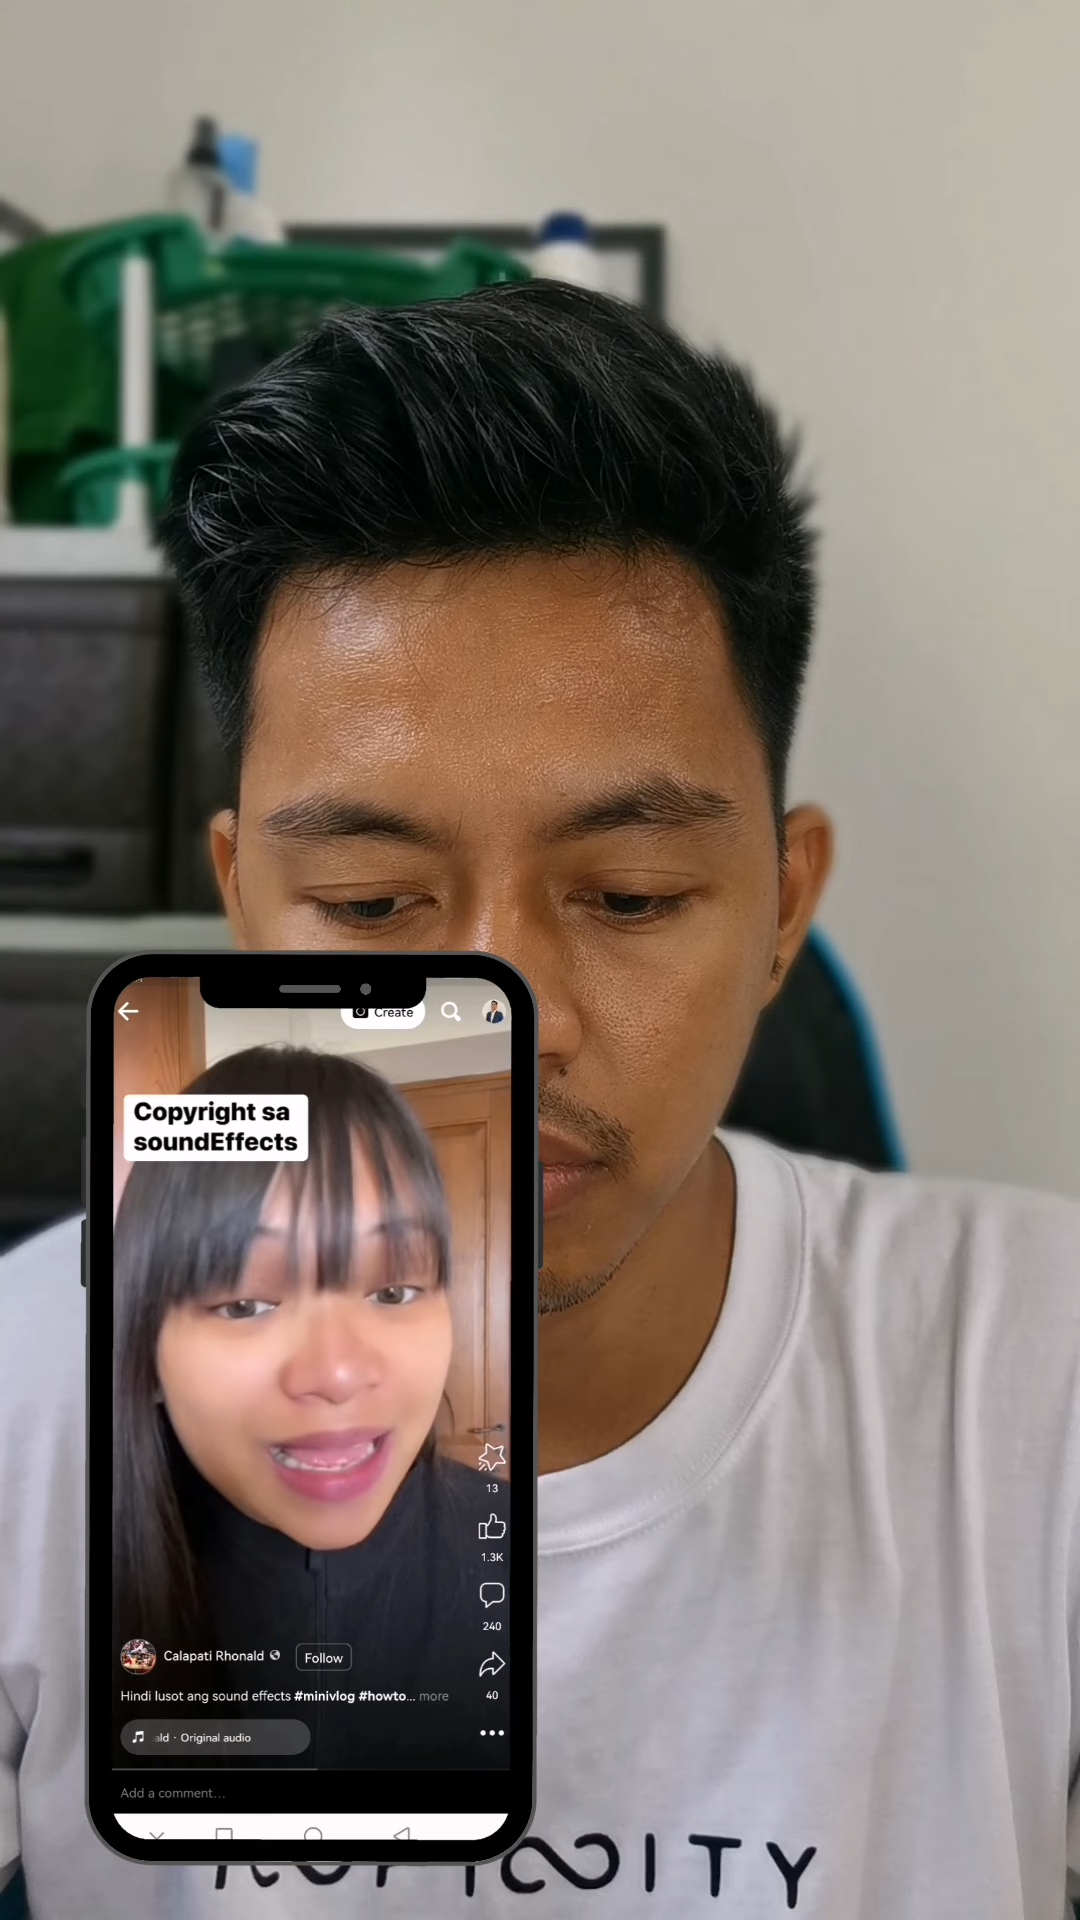 Create
Copyright sa
soundEffects
13
1.3K
240
Calapati Rhonald
Follow
Hindi lusot ang sound effects #minivlog #howto... more
40
ald · Original audio
Add a comment...